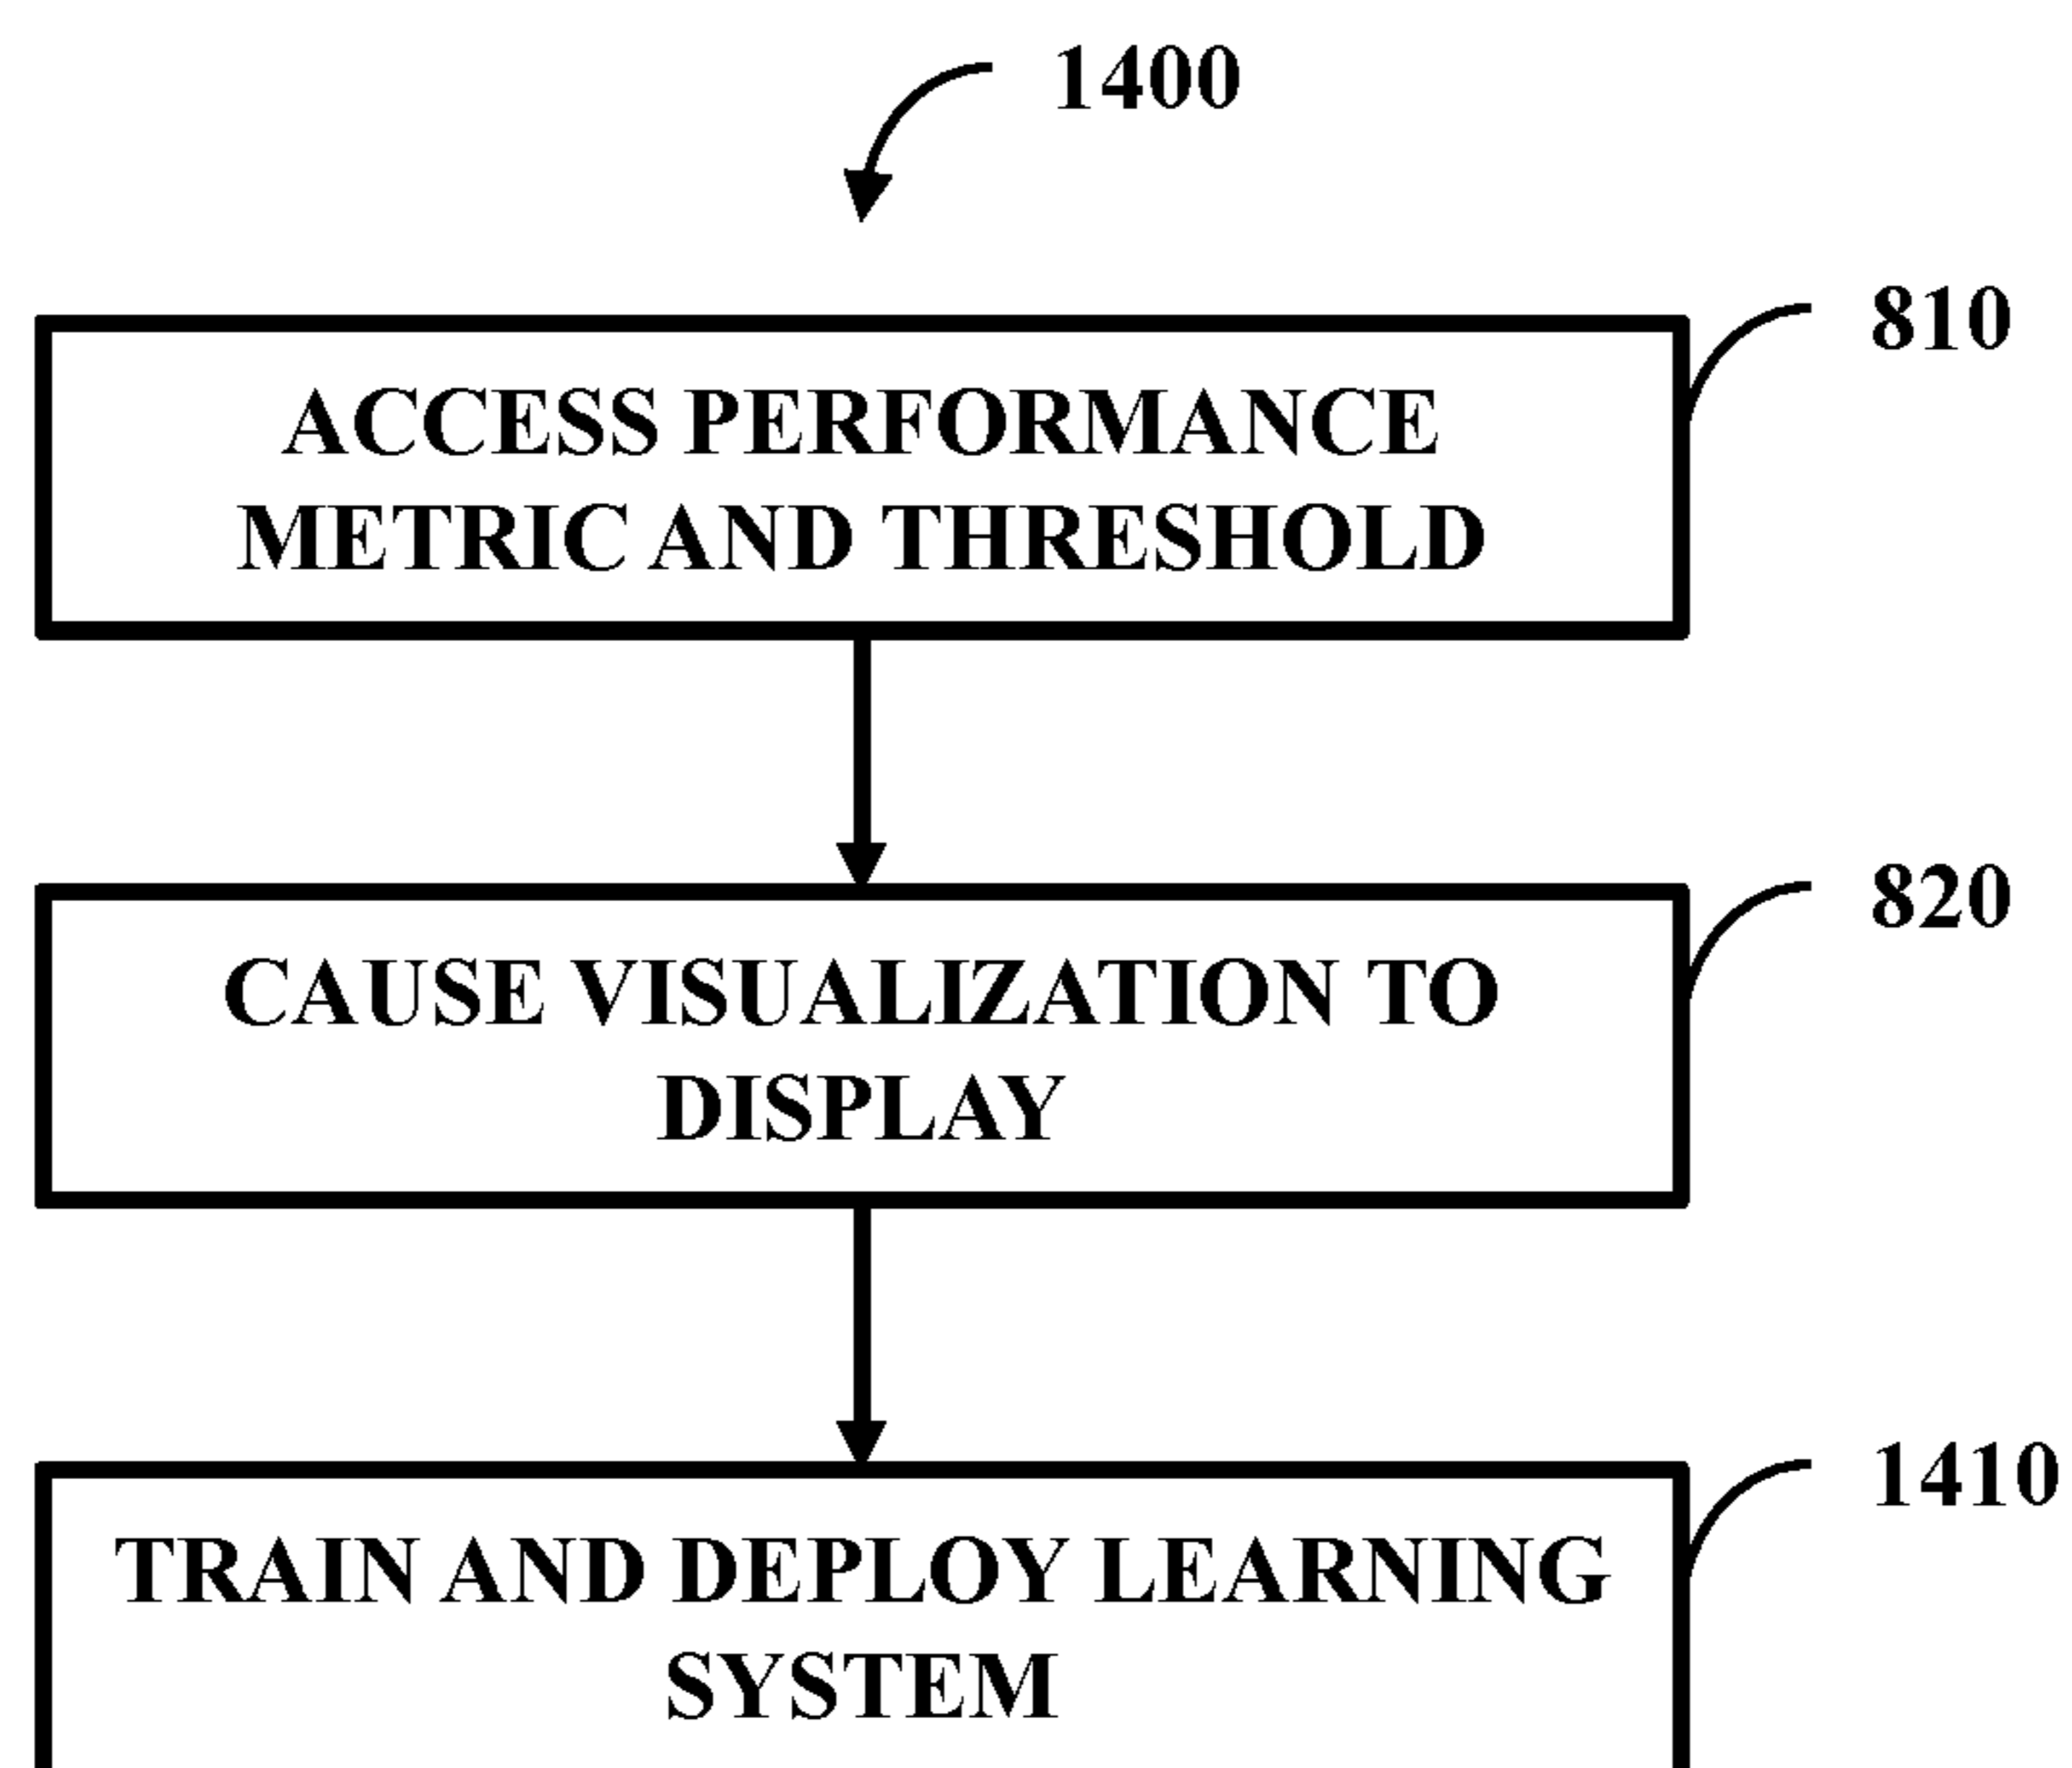 1400
810
ACCESS PERFORMANCE
METRIC AND THRESHOLD
820
CAUSE VISUALIZATION TO
DISPLAY
1410
TRAIN AND DEPLOY LEARNING
SYSTEM